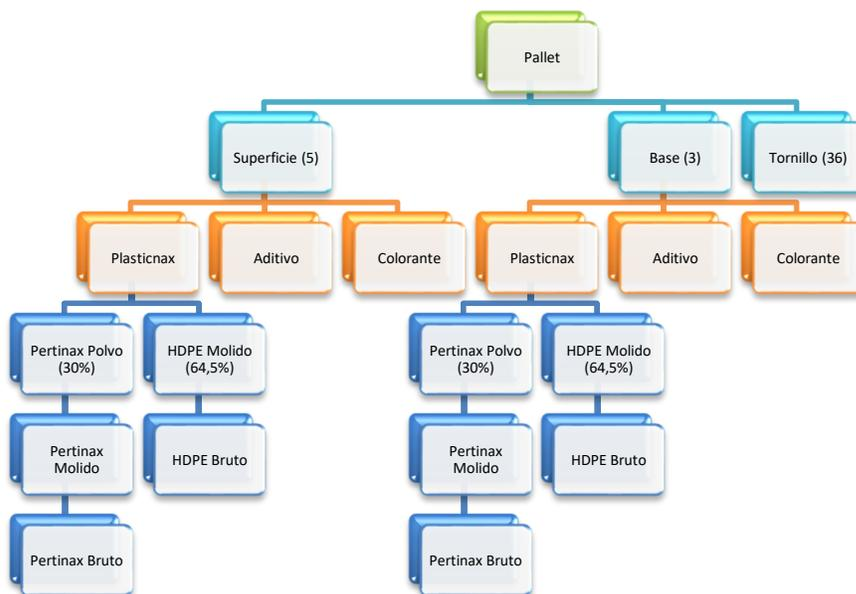 Pallet
Superficie (5)
Base (3)
Tornillo (36)
Plasticnax
Aditivo
Colorante
Plasticnax
Aditivo
Colorante
Pertinax Polvo
(30%)
HDPE Molido
(64,5%)
Pertinax Polvo
(30%)
HDPE Molido
(64,5%)
Pertinax
Molido
HDPE Bruto
Pertinax
Molido
HDPE Bruto
Pertinax Bruto
Pertinax Bruto